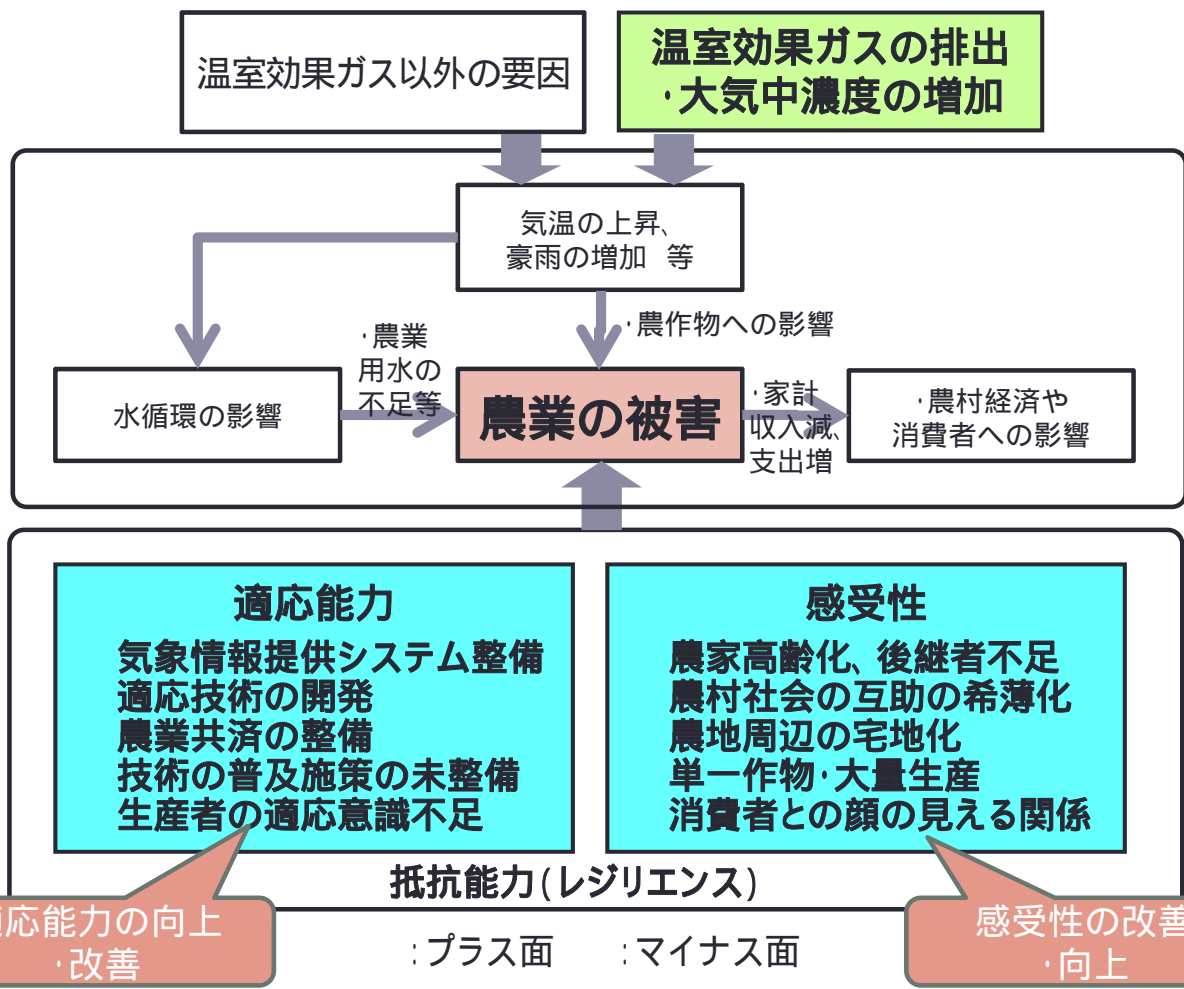 温室効果ガス以外の要因
温室効果ガスの排出
・大気中濃度の増加
気温の上昇、
豪雨の増加 等
・農業
用水の
不足等
・農作物への影響
水循環の影響
農業の被害
・家計
収入減、
支出増
・農村経済や
消費者への影響
適応能力
気象情報提供システム整備
適応技術の開発
農業共済の整備
技術の普及施策の未整備
生産者の適応意識不足
感受性
農家高齢化、後継者不足
農村社会の互助の希薄化
農地周辺の宅地化
単一作物・大量生産
消費者との顔の見える関係
抵抗能力(レジリエンス)
適応能力の向上
・改善
感受性の改善
・向上
:プラス面 :マイナス面